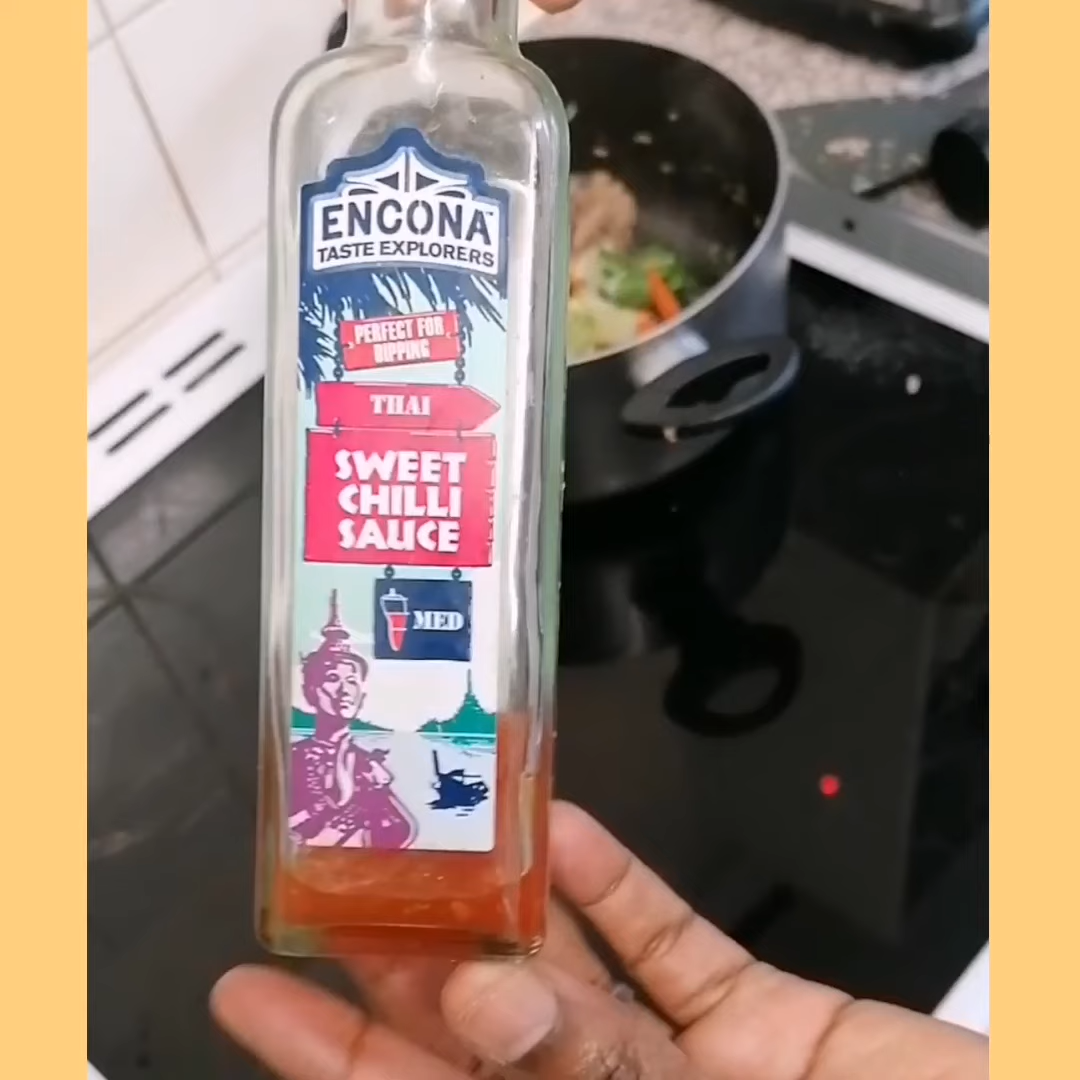 ENCONA
TASTE EXPLORERS
PERFECT FOR
DIPPING
THAI
SWEET
CHILLI
SAUCE
MED